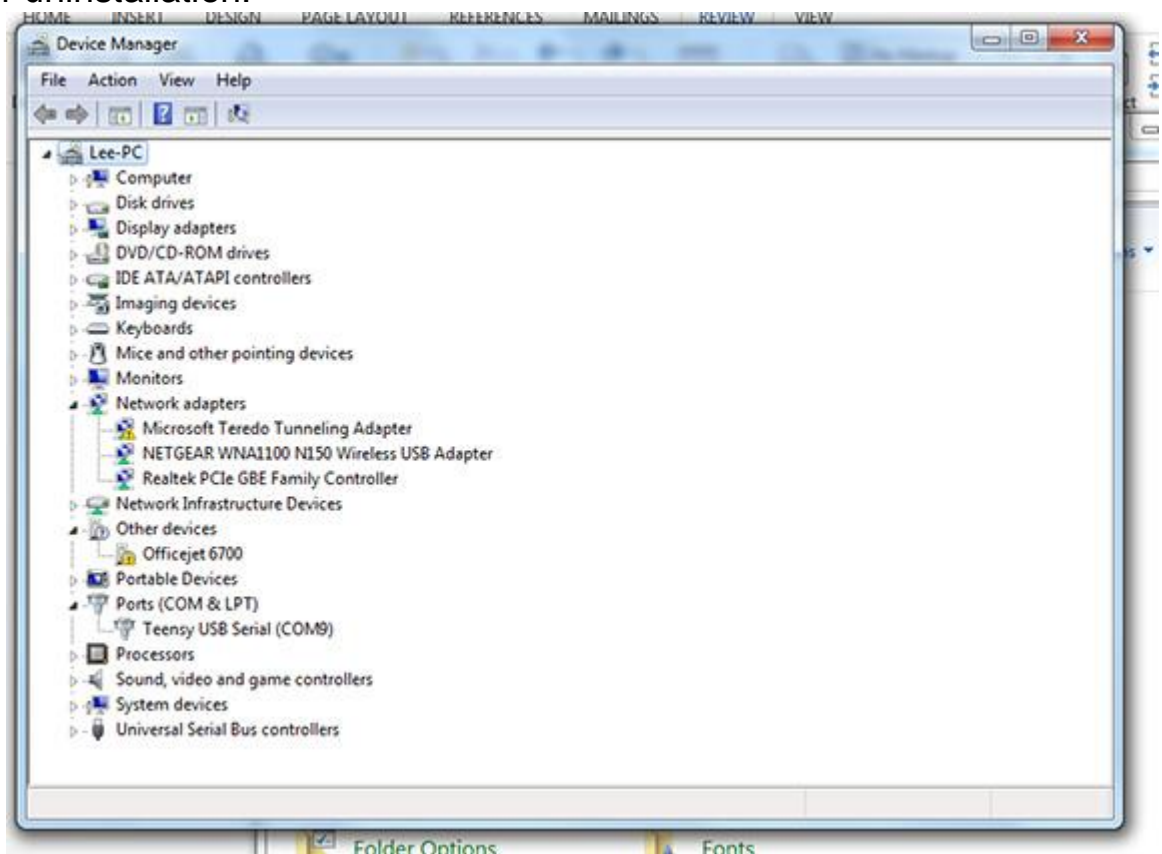 uninstallation.
HOME INSERT DESIGN PAGE LAYOUT REFERENCES MAILINGS REVIEW VIEW
Device Manager
File Action View Help
Lee-PC
Computer
Disk drives
Display adapters
DVD/CD-ROM drives
IDE ATA/ATAPI controllers
Imaging devices
Keyboards
Mice and other pointing devices
Monitors
Network adapters
Microsoft Teredo Tunneling Adapter
NETGEAR WNA1100 N150 Wireless USB Adapter
Realtek PCIe GBE Family Controller
Network Infrastructure Devices
Other devices
Officejet 6700
Portable Devices
Ports (COM & LPT)
Teensy USB Serial (COM9)
Processors
Sound, video and game controllers
System devices
Universal Serial Bus controllers
Folder Options Fonts